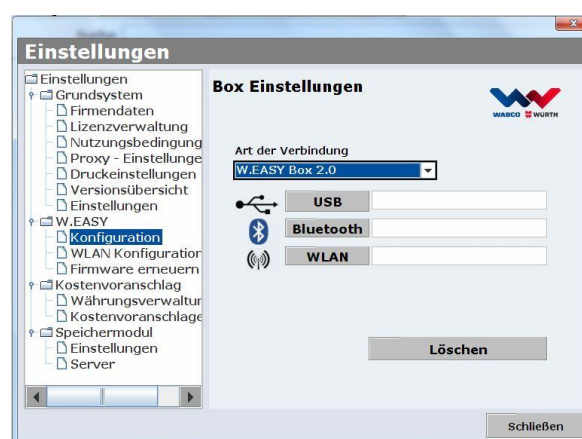 Einstellungen
Einstellungen
Grundsystem
Firmendaten
Lizenzverwaltung
Nutzungsbedingung
Proxy - Einstellunge
Druckeinstellungen
Versionsübersicht
Einstellungen
W.EASY
Konfiguration
WLAN Konfiguration
Firmware erneuern
Kostenvoranschlag
Währungsverwaltur
Kostenvoranschlage
Speichermodul
Einstellungen
Server
Box Einstellungen
WABCO WÜRTH
Art der Verbindung
W.EASY Box 2.0
USB
Bluetooth
WLAN
Löschen
Schließen